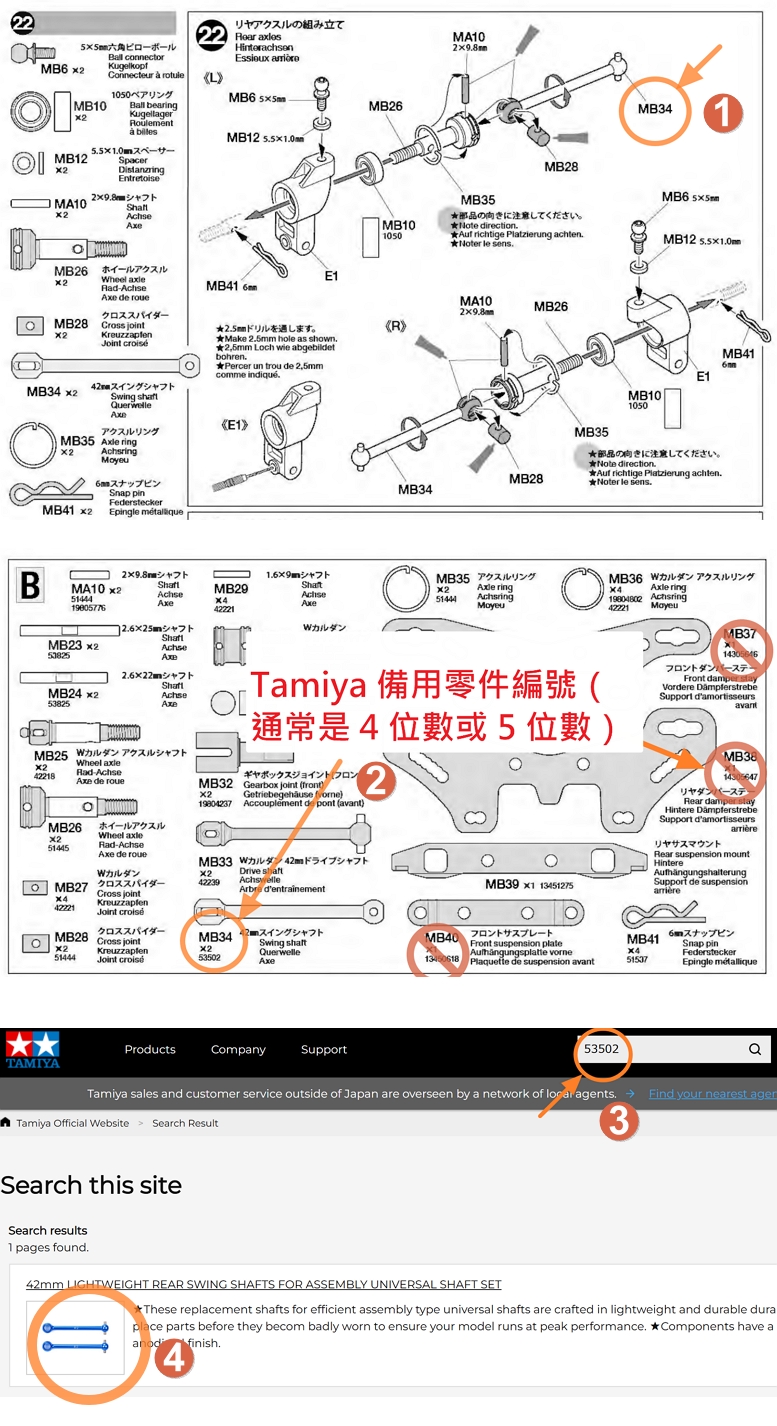 22
5×5㎜六角ピローボール
Ball connector
Kugelkopf
Connecteur à rotule
MB6 ×2
1050ベアリング
Ball bearing
Kugellager
Roulement
à billes
MB10
×2
5.5×1.0㎜スペーサー
Spacer
Distanzring
Entretoise
MB12
×2
2×9.8㎜シャフト
Shaft
Achse
Axe
MA10
×2
ホイールアクスル
Wheel axle
Rad-Achse
Axe de roue
MB26
×2
クロススパイダー
Cross joint
Kreuzzapfen
Joint croisé
MB28
×2
42㎜スイングシャフト
Swing shaft
Querwelle
Axe
MB34 ×2
アクスルリング
Axle ring
Achsring
Moyeu
MB35
×2
6㎜スナップピン
Snap pin
Federstecker
Epingle métallique
MB41 ×2
22
リヤアクスルの組み立て
Rear axles
Hinterachsen
Essieux arrière
《L》
MB6 5×5㎜
MB12 5.5×1.0㎜
MB26
MA10
2×9.8㎜
MB34
1
MB28
MB35
★部品の向きに注意してください。
★Note direction.
★Auf richtige Platzierung achten.
★Noter le sens.
MB10
1050
E1
MB41 6㎜
MB6 5×5㎜
MB12 5.5×1.0㎜
★2.5㎜ドリルを通します。
★Make 2.5mm hole as shown.
★2,5mm Loch wie abgebildet
bohren.
★Percer un trou de 2,5mm
comme indiqué.
《E1》
《R》
MA10
2×9.8㎜
MB26
MB41
6㎜
E1
MB10
1050
MB35
★部品の向きに注意してください。
★Note direction.
★Auf richtige Platzierung achten.
★Noter le sens.
MB28
MB34
B
2×9.8㎜シャフト
Shaft
Achse
Axe
MA10 ×2
51444
19805776
1.6×9㎜シャフト
Shaft
Achse
Axe
MB29
×4
42221
MB35
×2
51444
アクスルリング
Axle ring
Achsring
Moyeu
MB36
×4
19804802
42221
Wカルダン アクスルリング
Axle ring
Achsring
Moyeu
2.6×25㎜シャフト
Shaft
Achse
Axe
MB23 ×2
53825
Wカルダン
MB37
×1
14305646
フロントダンパーステー
Front damper stay
Vordere Dämpferstrebe
Support d'amortisseurs
avant
2.6×22㎜シャフト
Shaft
Achse
Axe
MB24 ×2
53825
Tamiya 備用零件編號（
通常是 4 位數或 5 位數）
MB25
×2
42218
Wカルダン アクスルシャフト
Wheel axle
Rad-Achse
Axe de roue
MB32
×2
19804237
ギヤボックスジョイント(フロン
Gearbox joint (front)
Getriebegehäuse (vorne)
Accouplement de pont (avant)
2
MB38
×1
14305647
リヤダンパーステー
Rear damper stay
Hintere Dämpferstrebe
Support d'amortisseurs
arrière
MB26
×2
51445
ホイールアクスル
Wheel axle
Rad-Achse
Axe de roue
MB33
×2
42239
Wカルダン 42㎜ドライブシャフト
Drive shaft
Achswelle
Arbre d'entraînement
リヤサスマウント
Rear suspension mount
Hintere
Aufhängungshalterung
Support de suspension
arrière
MB39 ×1 13451275
MB27
×4
42221
Wカルダン
クロススパイダー
Cross joint
Kreuzzapfen
Joint croisé
MB28
×2
51444
クロススパイダー
Cross joint
Kreuzzapfen
Joint croisé
MB34
×2
53502
42㎜スイングシャフト
Swing shaft
Querwelle
Axe
MB40
×1
13450618
フロントサスプレート
Front suspension plate
Aufhängungsplatte vorne
Plaquette de suspension avant
MB41
×4
51537
6㎜スナップピン
Snap pin
Federstecker
Epingle métallique
TAMIYA
Products
Company
Support
53502
Tamiya sales and customer service outside of Japan are overseen by a network of local agents. → Find your nearest agen
3
Tamiya Official Website > Search Result
Search this site
Search results
1 pages found.
42mm LIGHTWEIGHT REAR SWING SHAFTS FOR ASSEMBLY UNIVERSAL SHAFT SET
★These replacement shafts for efficient assembly type universal shafts are crafted in lightweight and durable dura
place parts before they becom badly worn to ensure your model runs at peak performance. ★Components have a
finish.
4